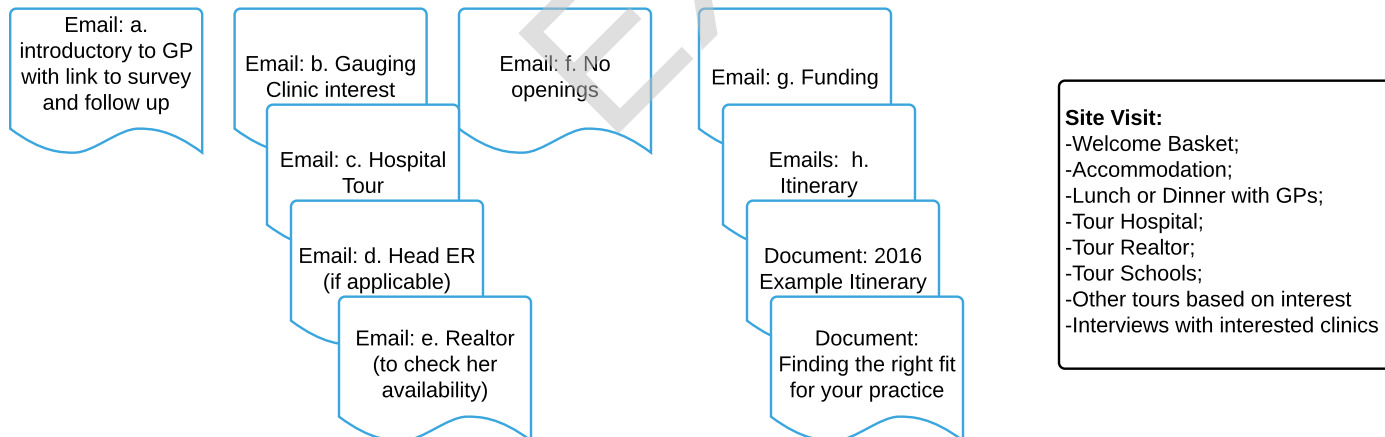 Email: a.
introductory to GP
with link to survey
and follow up
Email: b. Gauging
Clinic interest
Email: c. Hospital
Tour
Email: d. Head ER
(if applicable)
Email: e. Realtor
(to check her
availability)
Email: f. No
openings
Email: g. Funding
Emails:  h.
Itinerary
Document: 2016
Example Itinerary
Document:
Finding the right fit
for your practice
Site Visit:
-Welcome Basket;
-Accommodation;
-Lunch or Dinner with GPs;
-Tour Hospital;
-Tour Realtor;
-Tour Schools;
-Other tours based on interest
-Interviews with interested clinics